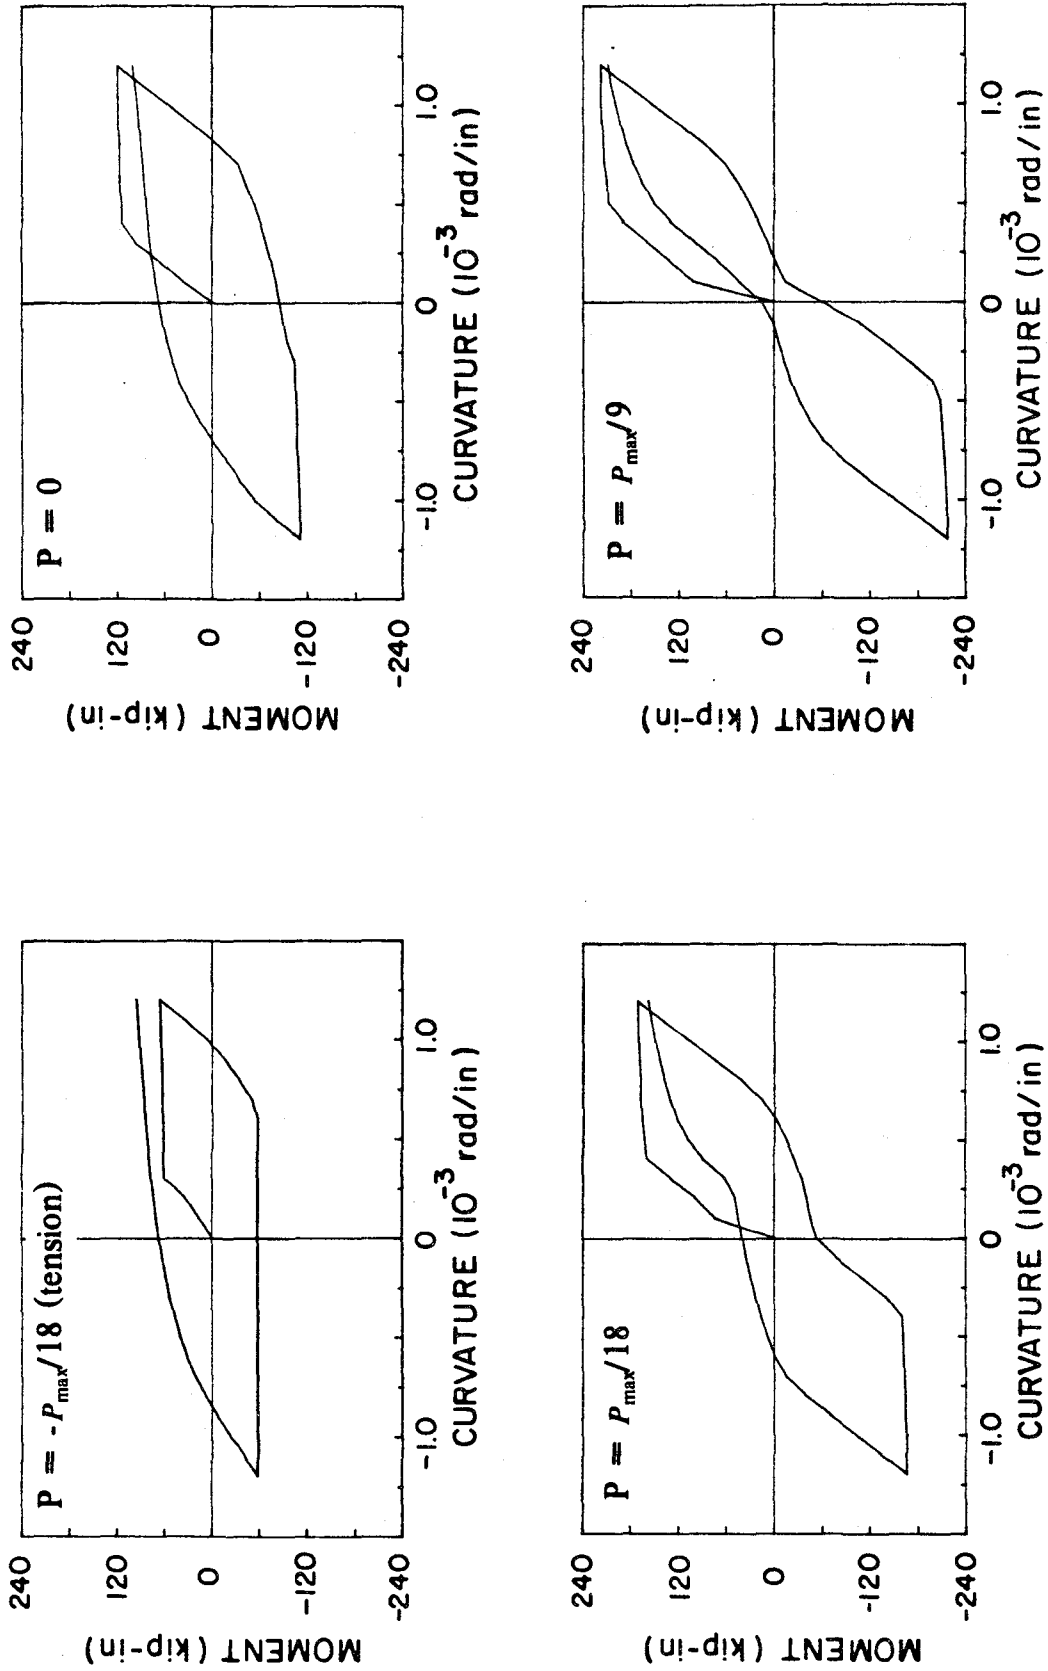 P = -Pmax/18 (tension)
240
120
0
-120
-240
MOMENT (kip-in)
-1.0
0
1.0
CURVATURE (10⁻³ rad/in)
P = 0
240
120
0
-120
-240
MOMENT (kip-in)
-1.0
0
1.0
CURVATURE (10⁻³ rad/in)
P = Pmax/18
240
120
0
-120
-240
MOMENT (kip-in)
-1.0
0
1.0
CURVATURE (10⁻³ rad/in)
P = Pmax/9
240
120
0
-120
-240
MOMENT (kip-in)
-1.0
0
1.0
CURVATURE (10⁻³ rad/in)